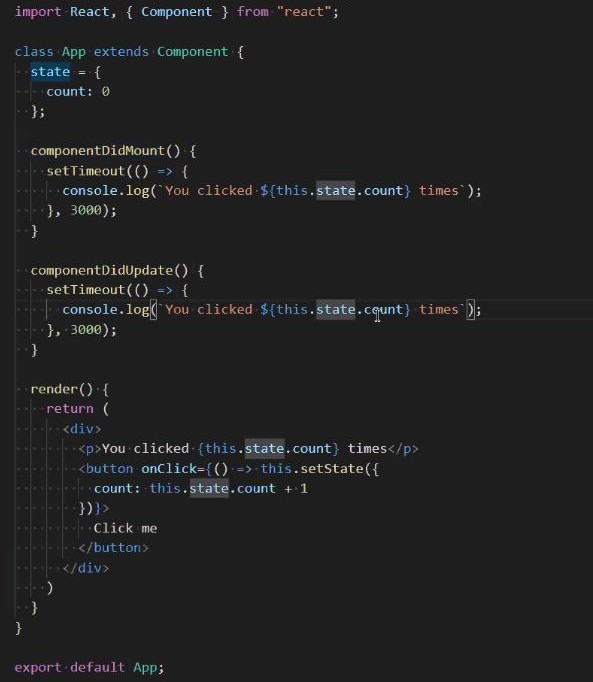 import React, { Component } from "react";
class App extends Component {
state = {
count: 0
};
componentDidMount() {
setTimeout(() => {
console.log(`You clicked ${this.state.count} times`);
}, 3000);
}
componentDidUpdate() {
setTimeout(() => {
console.log(`You clicked ${this.state.count} times`);
}, 3000);
}
render() {
return (
<div>
<p>You clicked {this.state.count} times</p>
<button onClick={() => this.setState({
count: this.state.count + 1
})}>
Click me
</button>
</div>
)
}
}
export default App;